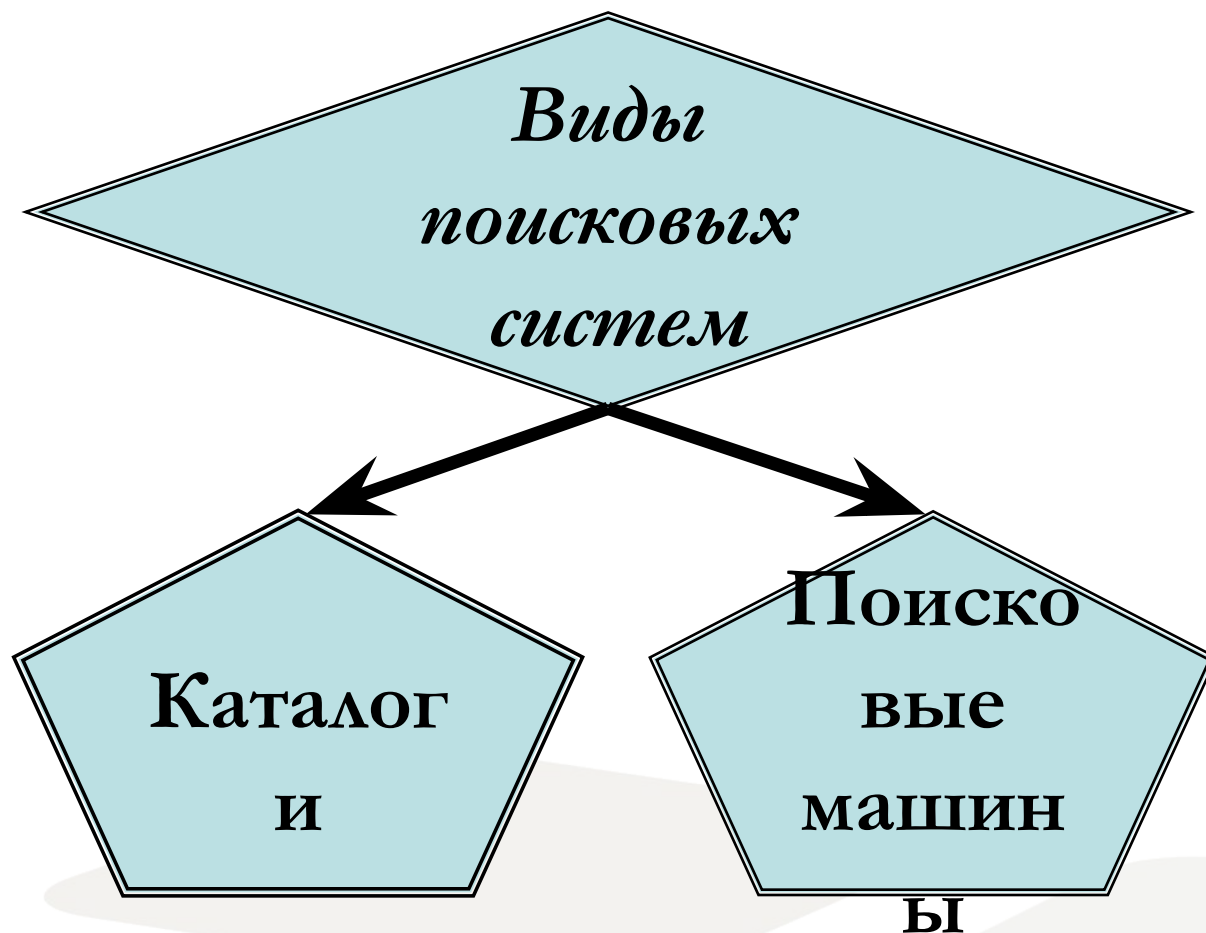 Виды
поисковых
систем
Каталог
и
Поиско
вые
машин
ы